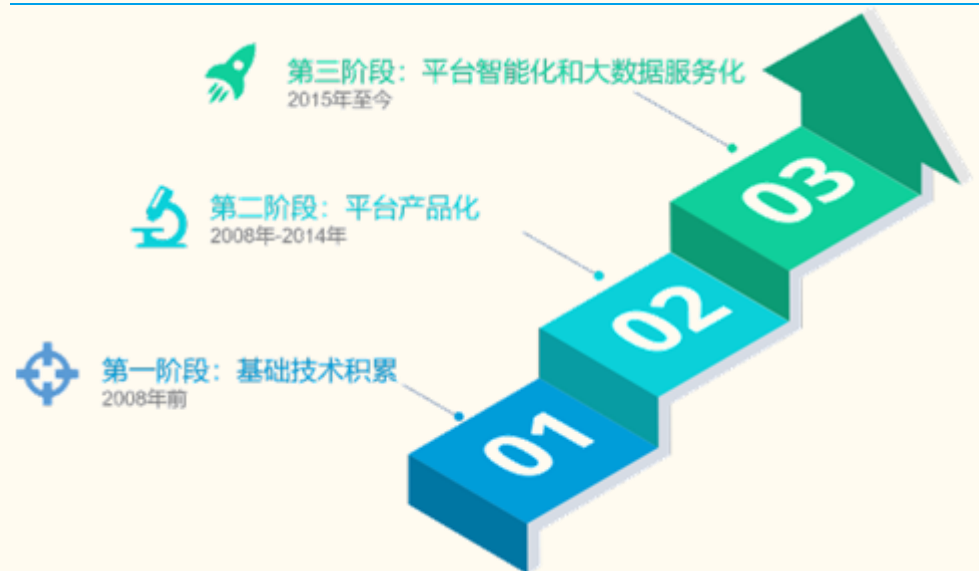 第三阶段：平台智能化和大数据服务化
2015年至今
03
第二阶段：平台产品化
2008年-2014年
02
第一阶段：基础技术积累
2008年前
01